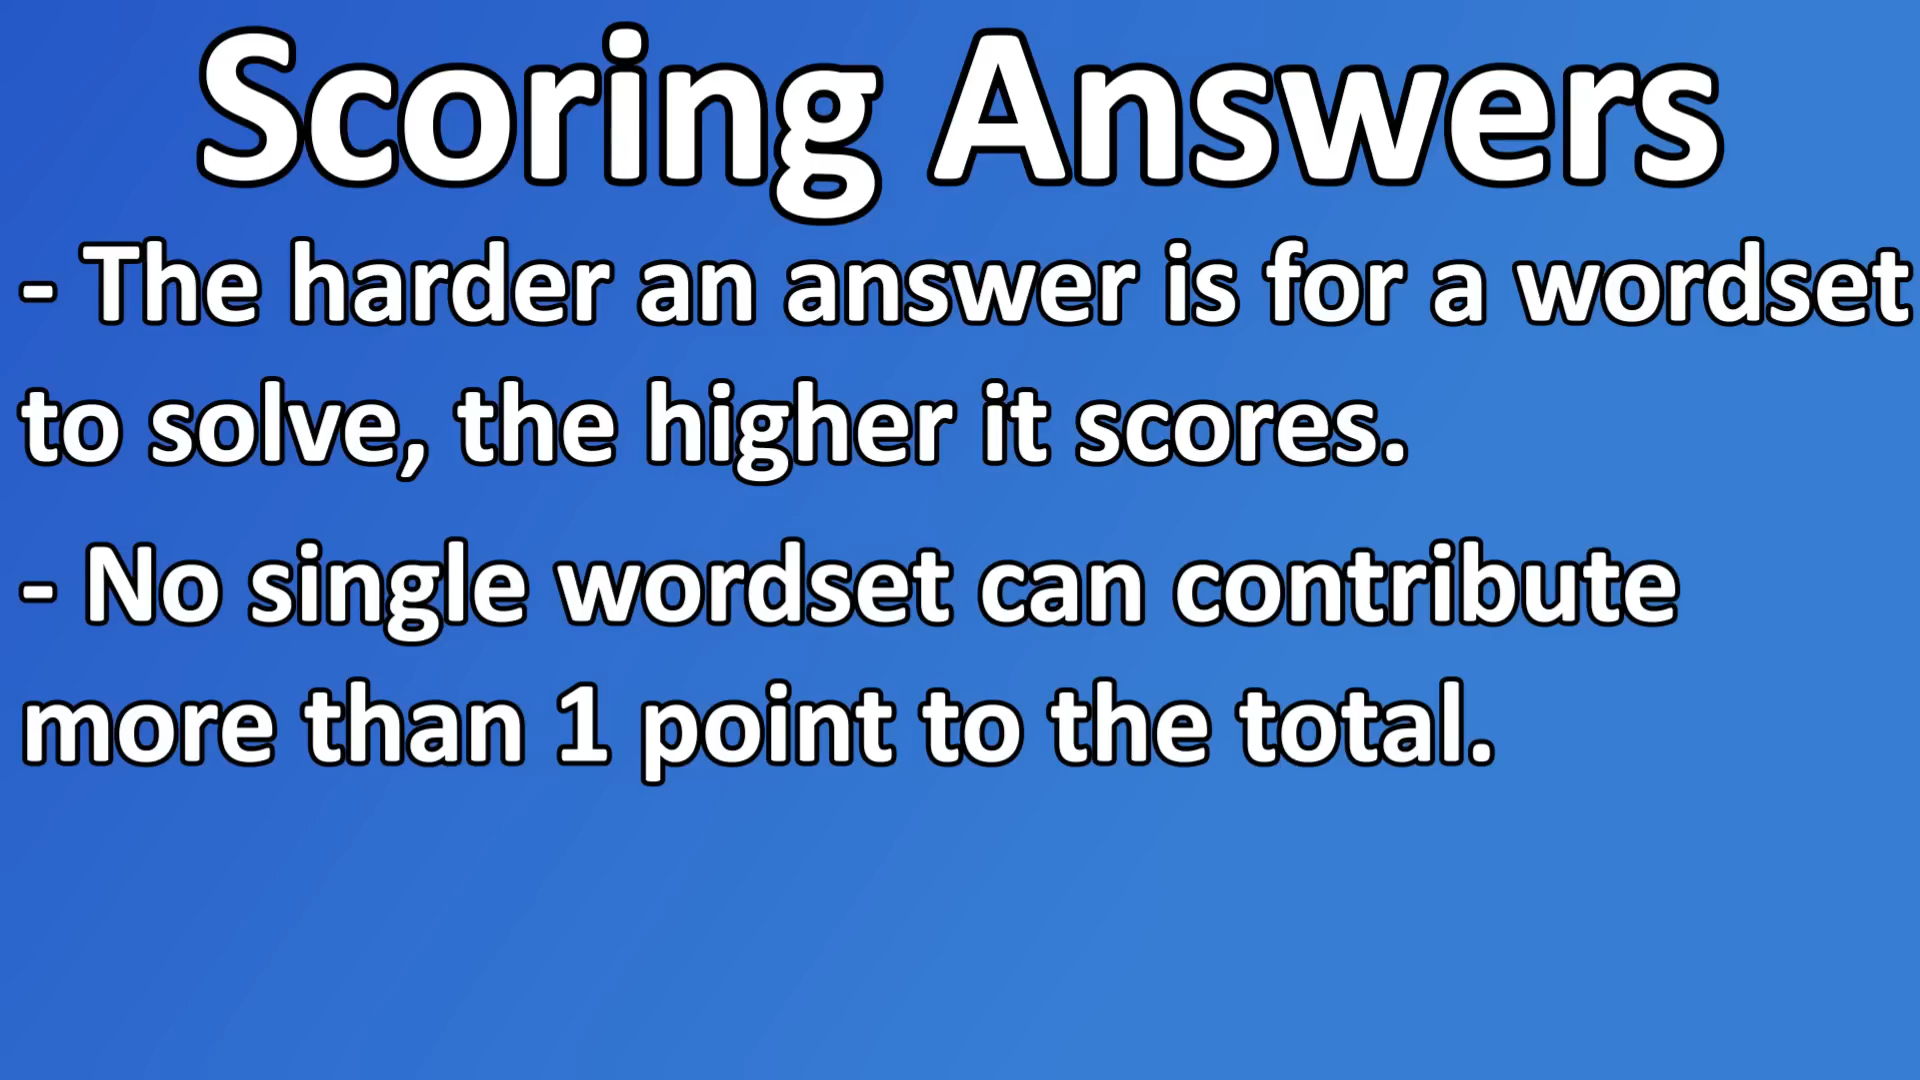 Scoring Answers
- The harder an answer is for a wordset
to solve, the higher it scores.
- No single wordset can contribute
more than 1 point to the total.